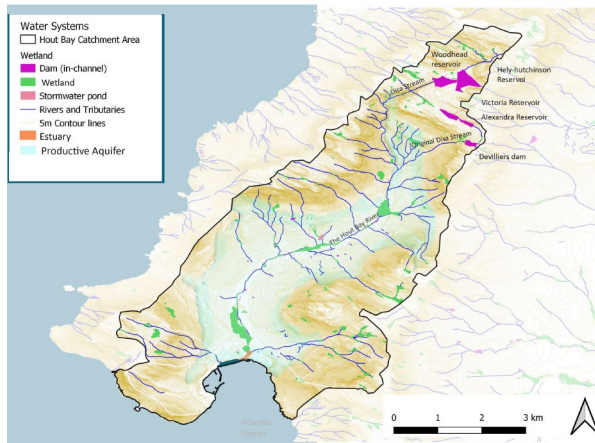 Water Systems
Hout Bay Catchment Area
Wetland
Dam (in-channel)
Wetland
Stormwater pond
Rivers and Tributaries
5m Contour lines
Estuary
Productive Aquifer
Woodhead
reservoir
Hely-hutchinson
Reservoi
Disa Stream
Victoria Reservoir
Alexandra Reservoir
Original Disa Stream
Devilliers dam
The Hout Bay River
Atlantic
Ocean
0 1 2 3 km